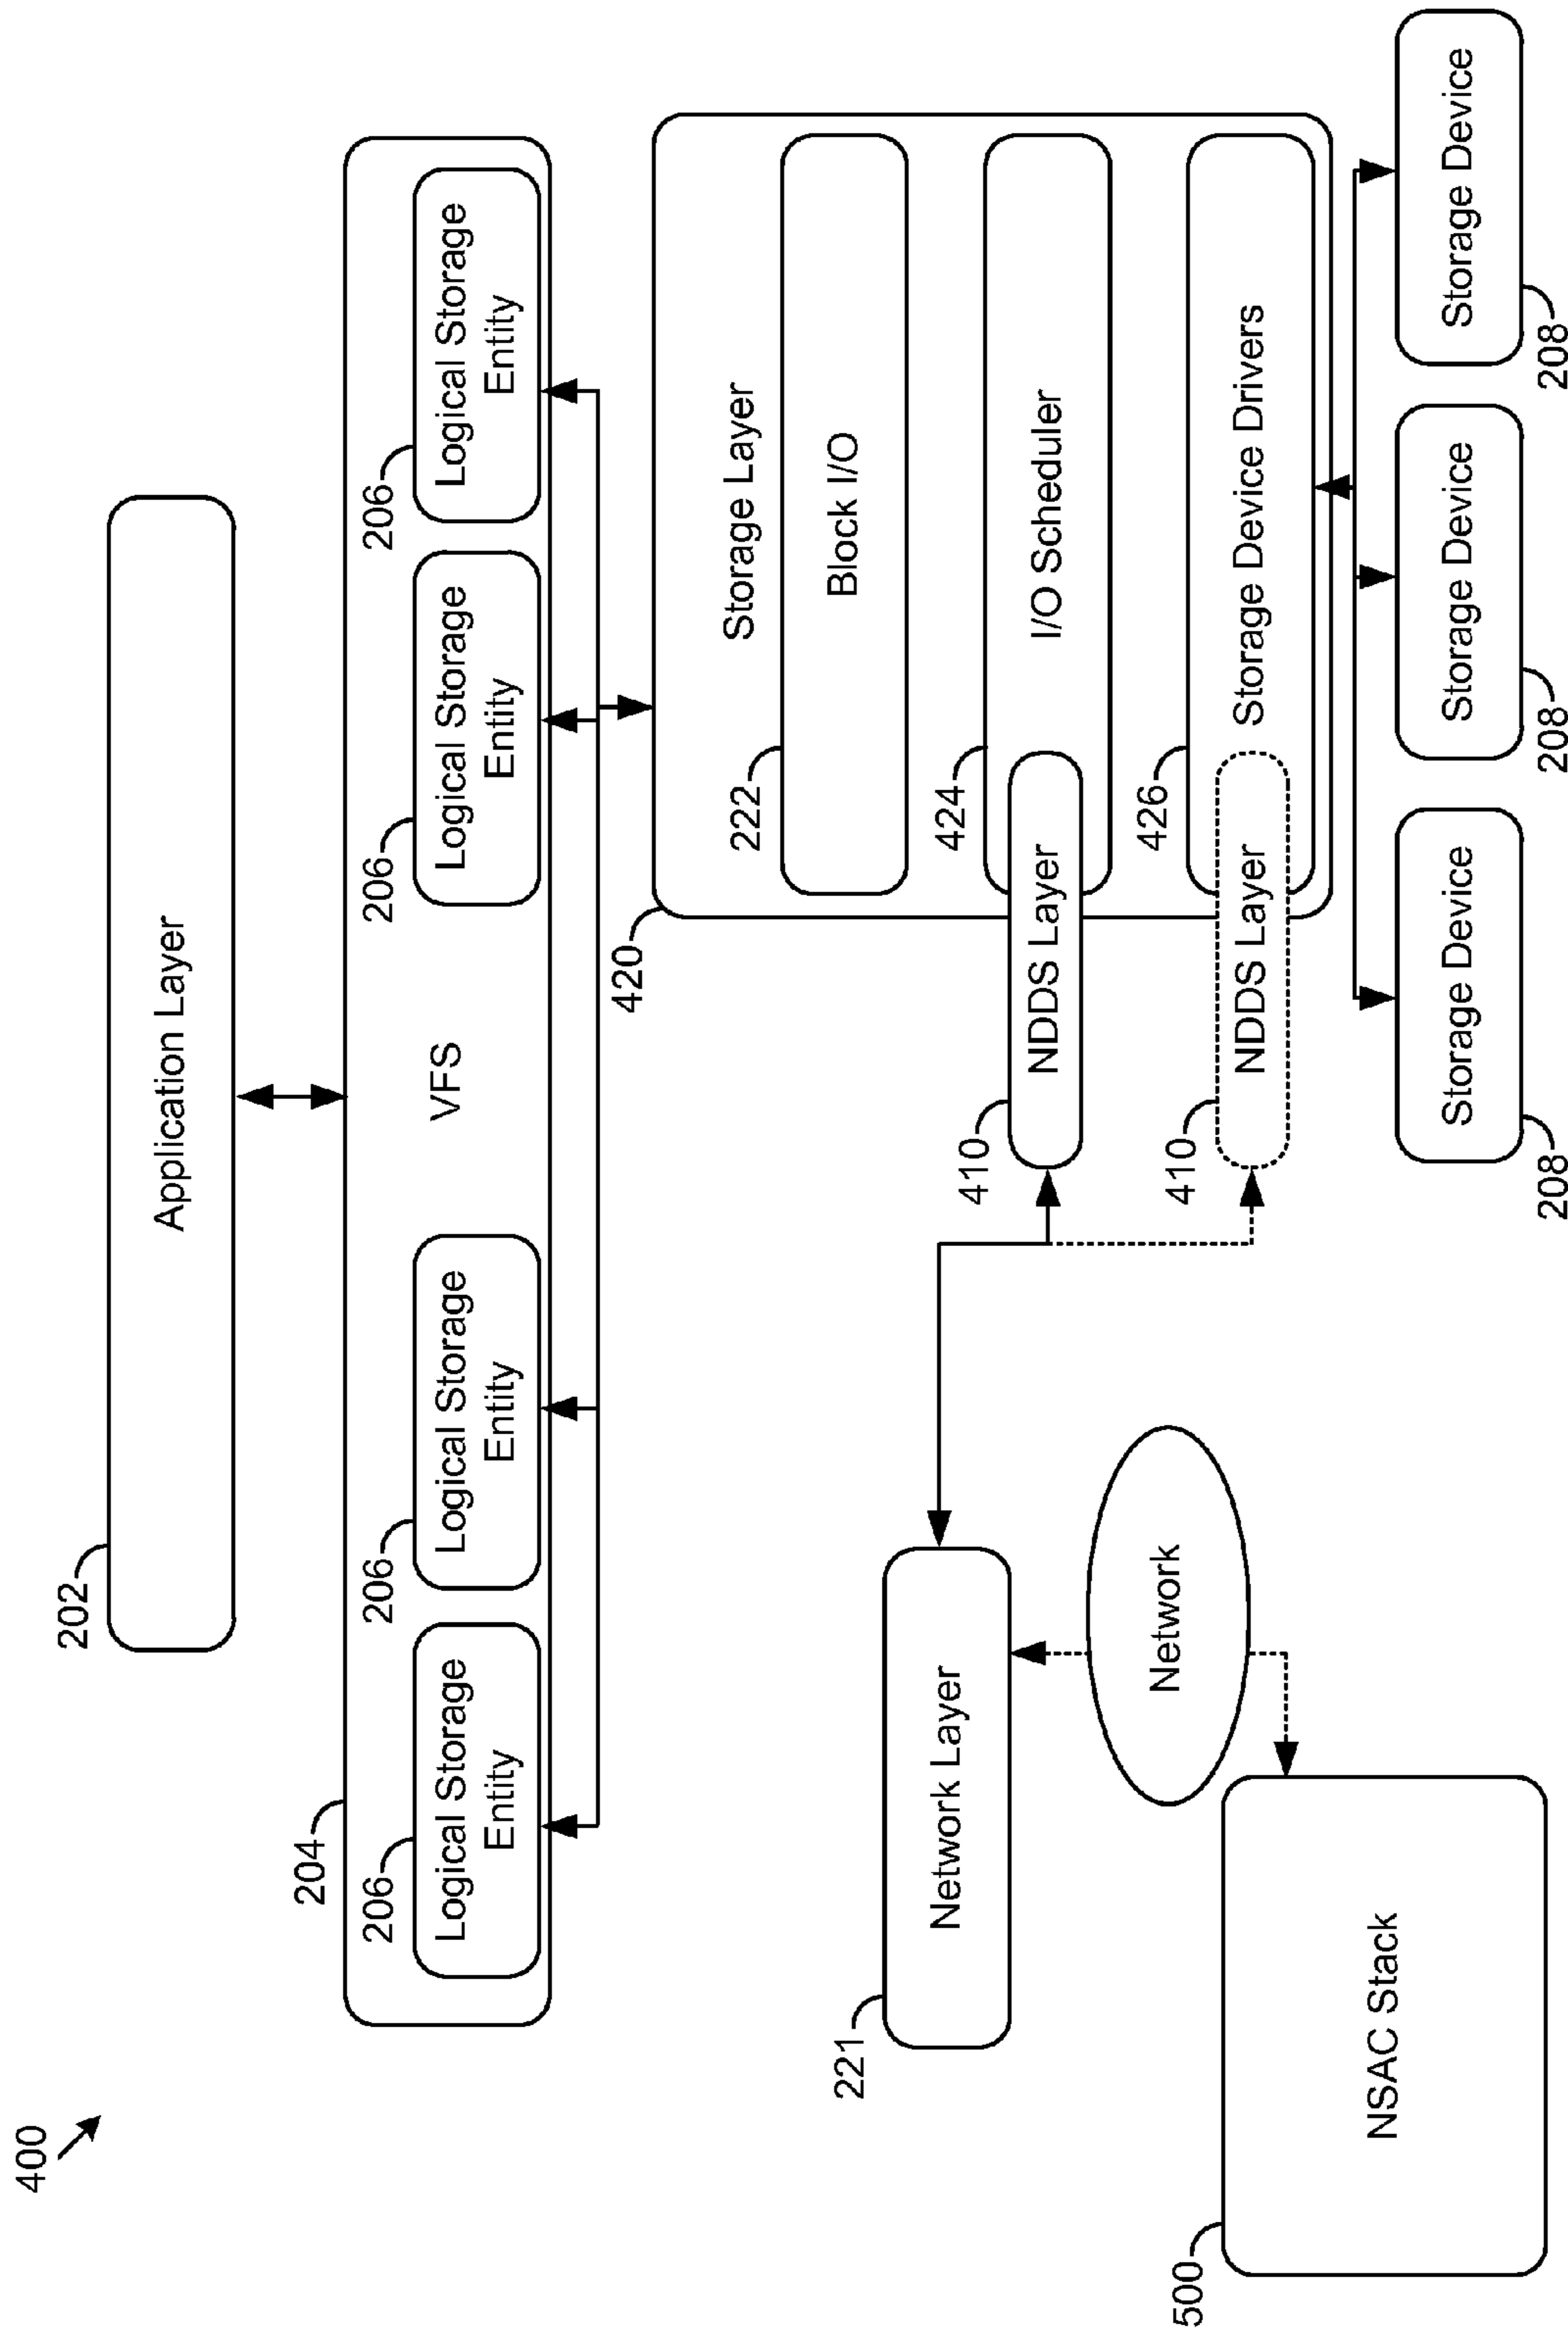 400
202
Application Layer
204
VFS
206
Logical Storage
Entity
206
Logical Storage
Entity
206
Logical Storage
Entity
206
Logical Storage
Entity
420
Storage Layer
222
Block I/O
221
Network Layer
410
NDDS Layer
424
I/O Scheduler
Network
410
NDDS Layer
426
Storage Device Drivers
500
NSAC Stack
208
Storage Device
208
Storage Device
208
Storage Device